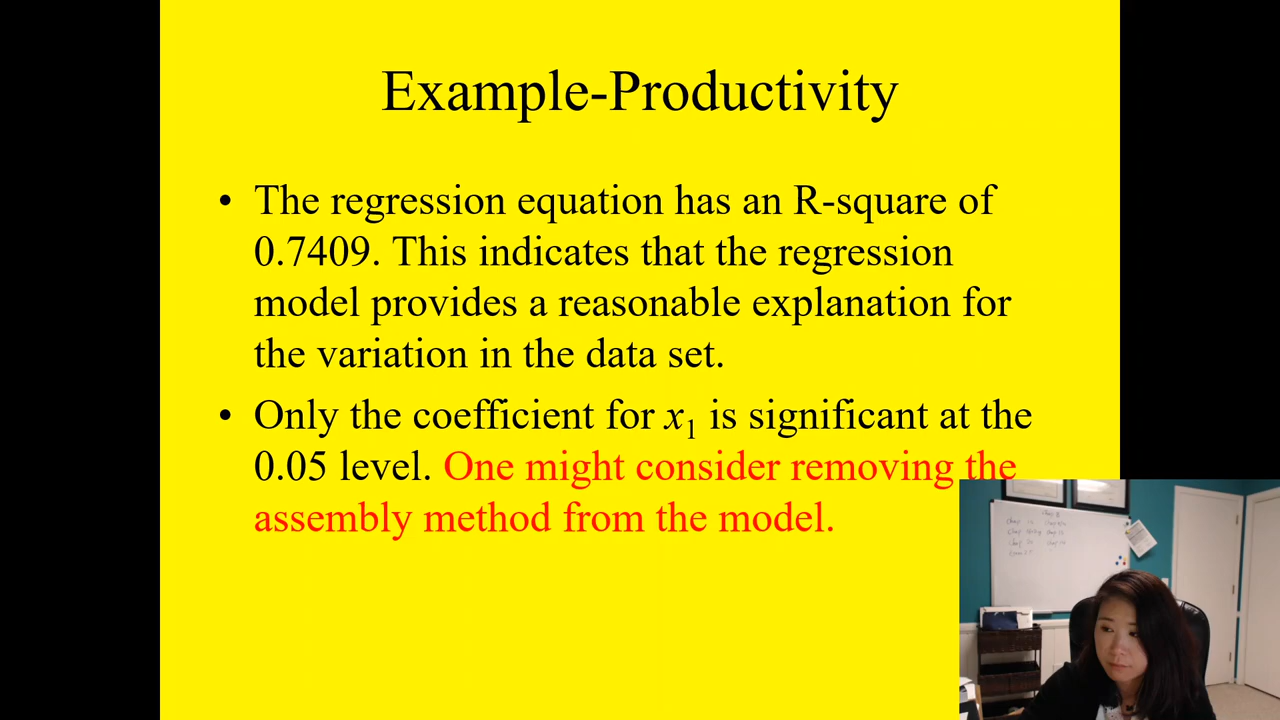 Example-Productivity
• The regression equation has an R-square of
0.7409. This indicates that the regression
model provides a reasonable explanation for
the variation in the data set.
• Only the coefficient for x₁ is significant at the
0.05 level. One might consider removing the
assembly method from the model.